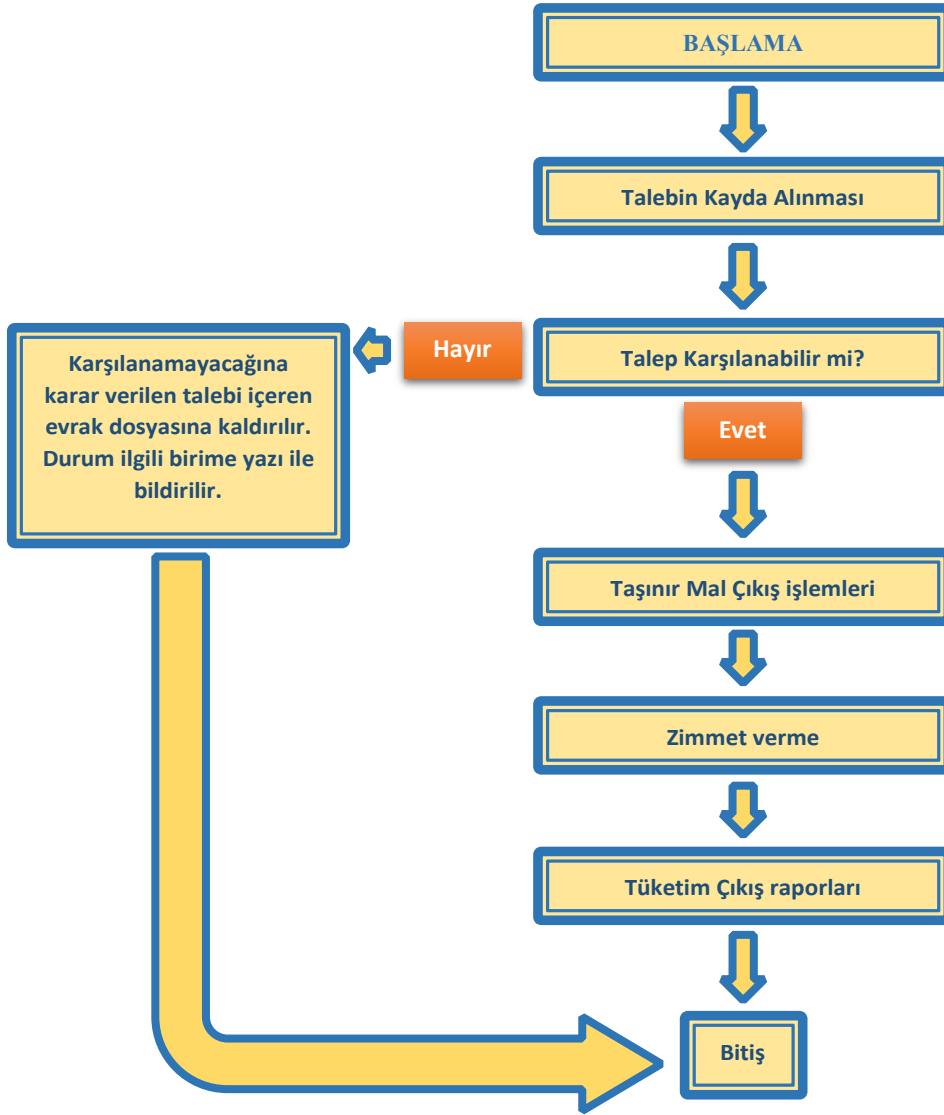 BAŞLAMA
Talebin Kayda Alınması
Talep Karşılanabilir mi?
Hayır
Karşılanamayacağına
karar verilen talebi içeren
evrak dosyasına kaldırılır.
Durum ilgili birime yazı ile
bildirilir.
Evet
Taşınır Mal Çıkış işlemleri
Zimmet verme
Tüketim Çıkış raporları
Bitiş